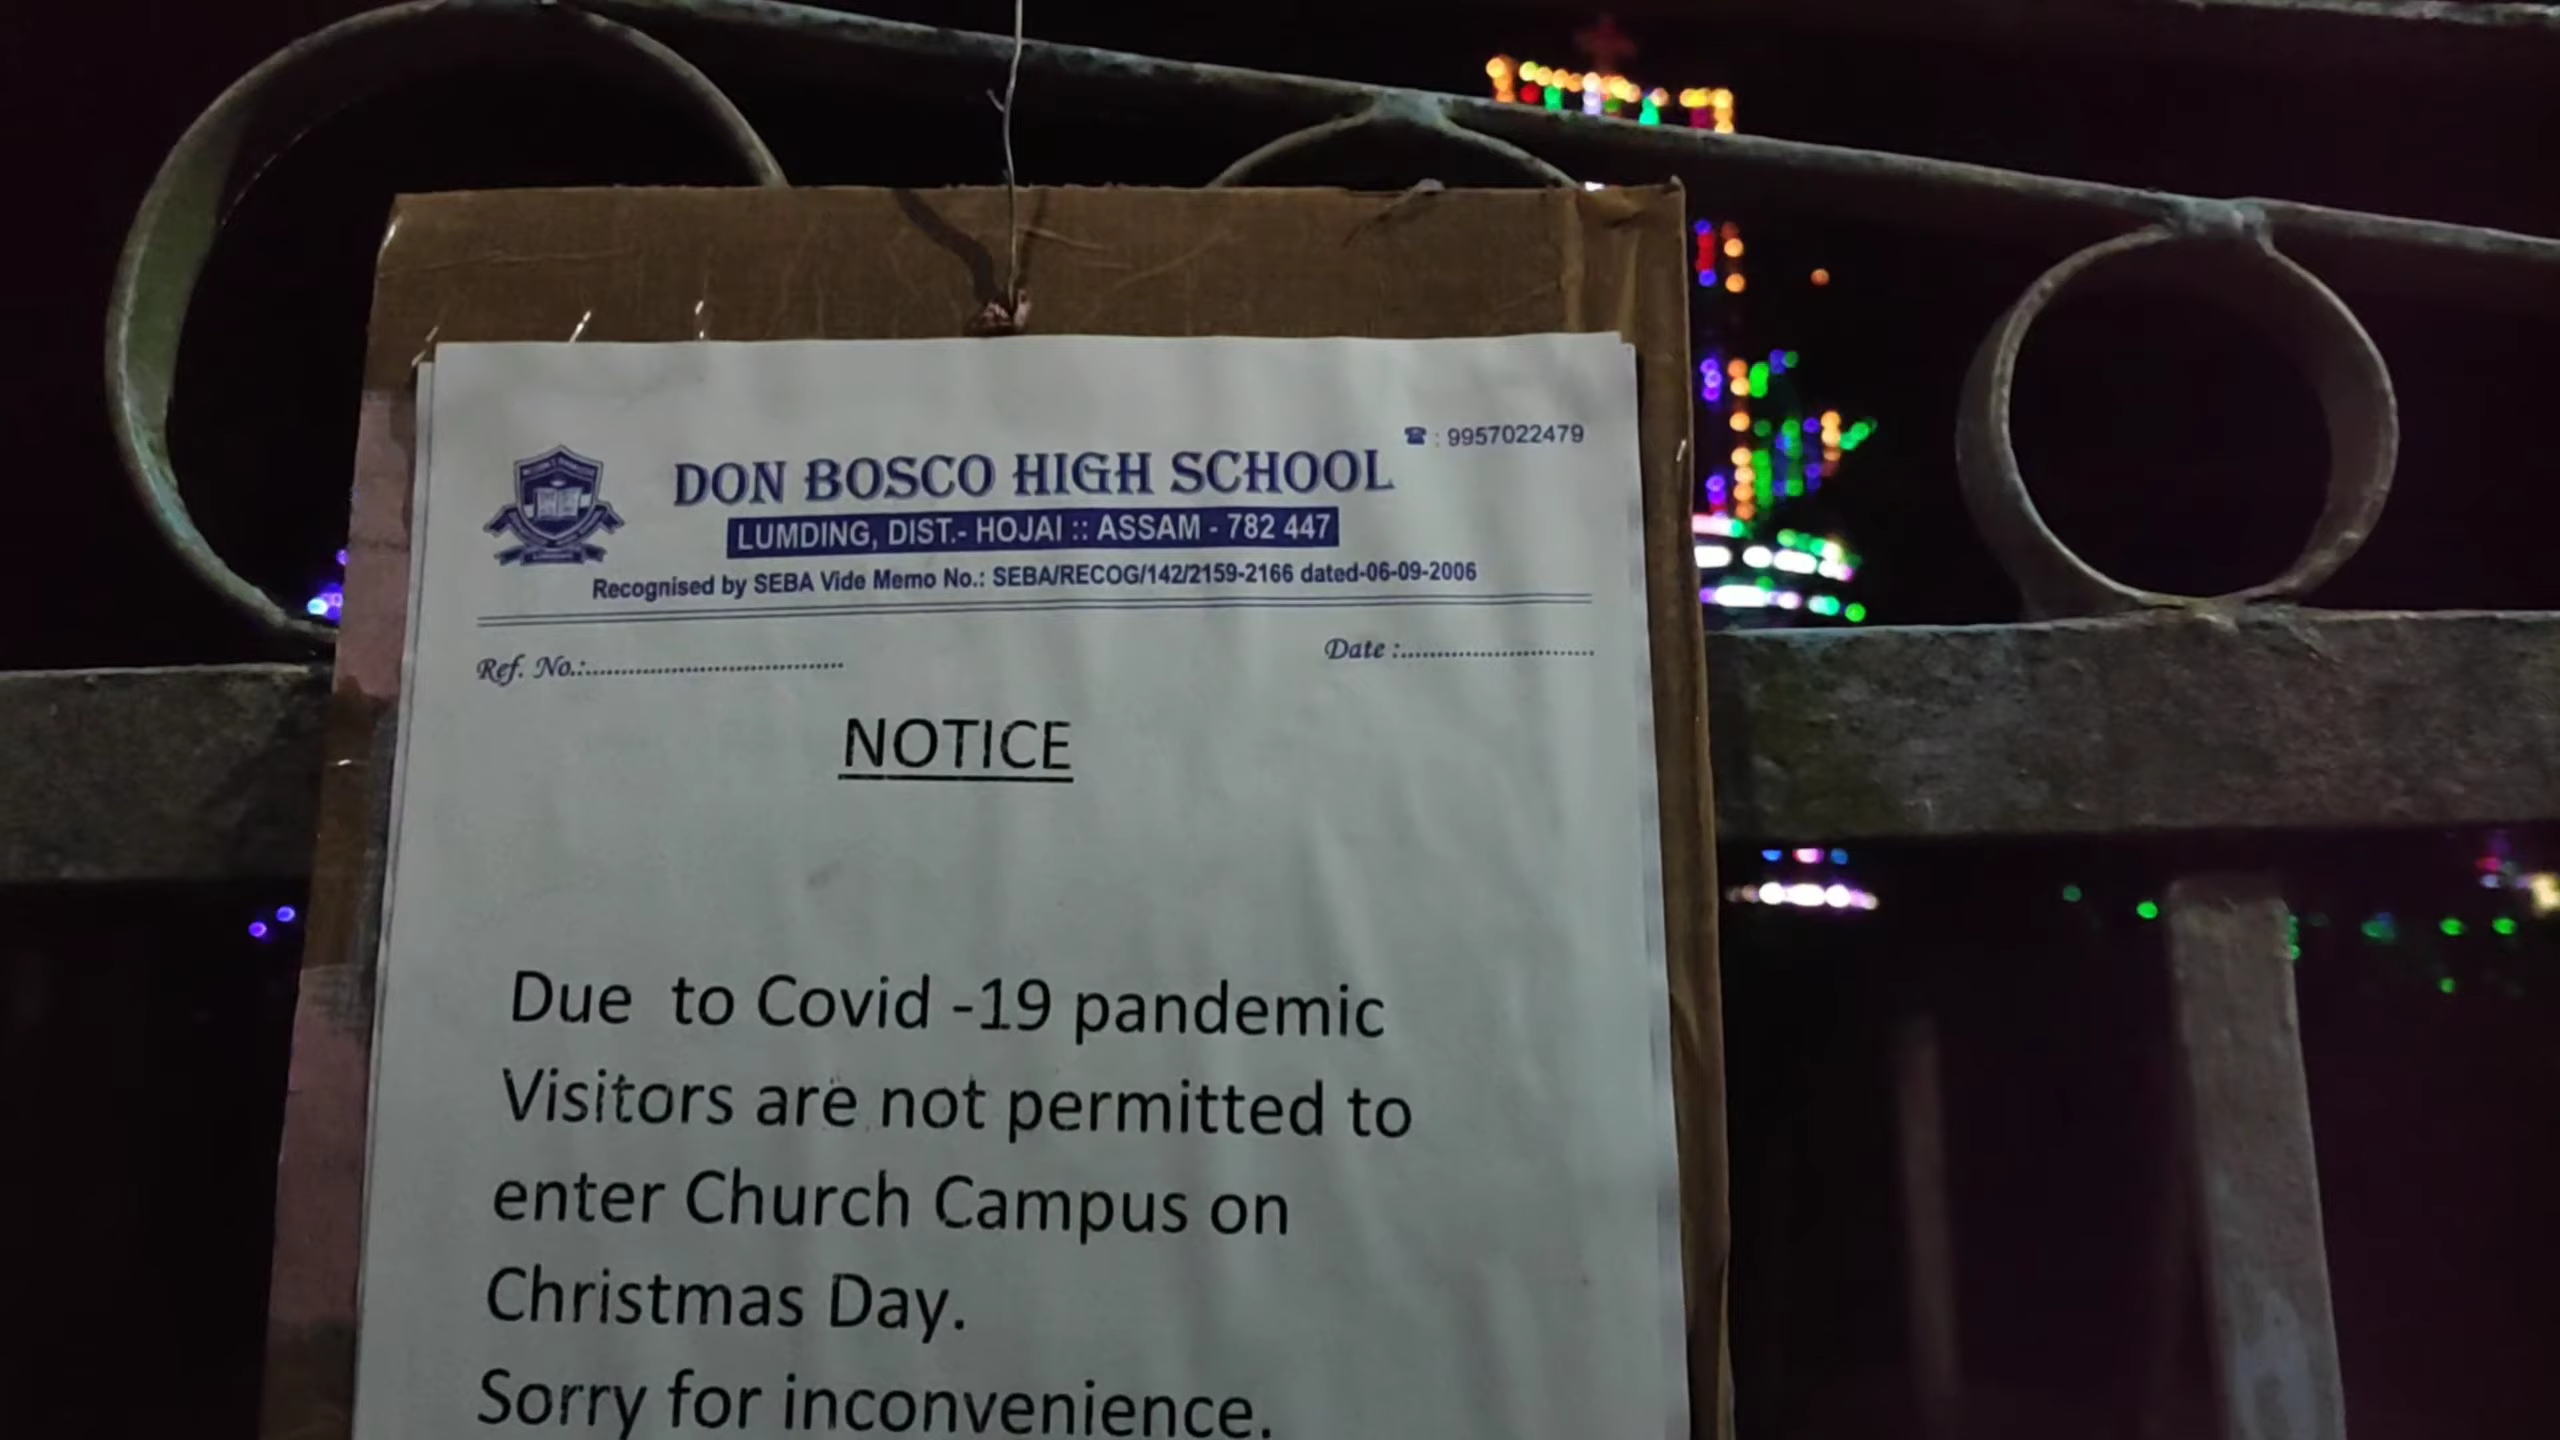 ☎ : 9957022479
DON BOSCO HIGH SCHOOL
LUMDING, DIST.- HOJAI :: ASSAM - 782 447
Recognised by SEBA Vide Memo No.: SEBA/RECOG/142/2159-2166 dated-06-09-2006
Ref. No.:................................... Date :...........................
NOTICE
Due to Covid -19 pandemic
Visitors are not permitted to
enter Church Campus on
Christmas Day.
Sorry for inconvenience.